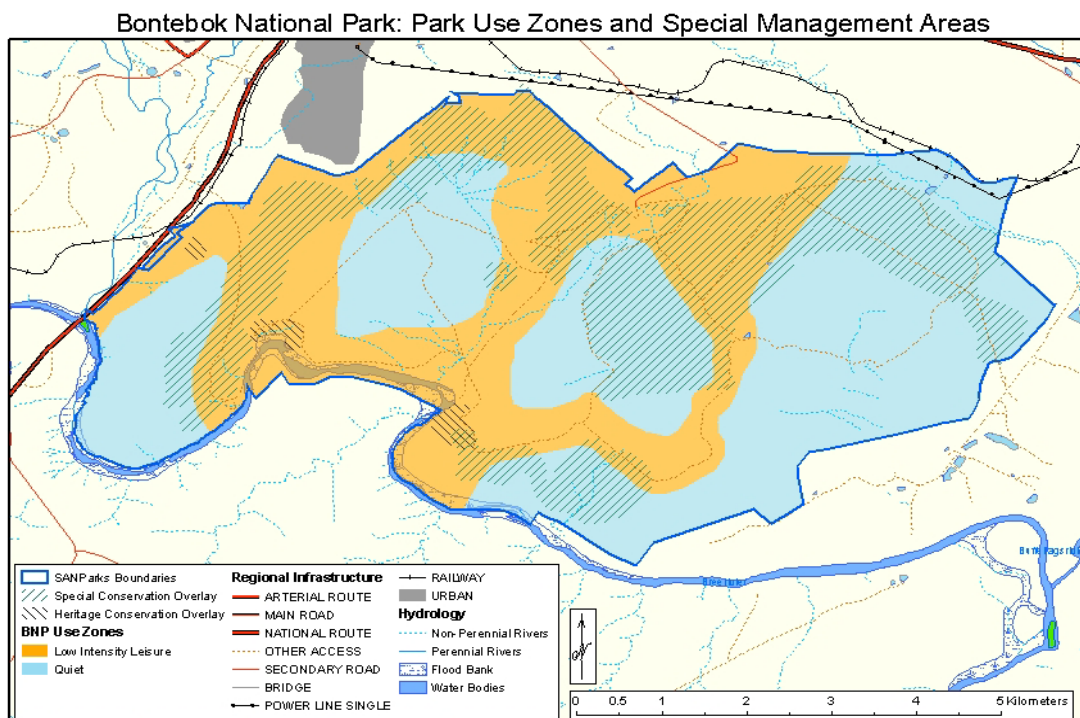 Bontebok National Park: Park Use Zones and Special Management Areas
SANParks Boundaries
Special Conservation Overlay
Heritage Conservation Overlay
BNP Use Zones
Low Intensity Leisure
Quiet
Regional Infrastructure
ARTERIAL ROUTE
MAIN ROAD
NATIONAL ROUTE
OTHER ACCESS
SECONDARY ROAD
BRIDGE
POWER LINE SINGLE
RAILWAY
URBAN
Hydrology
Non-Perennial Rivers
Perennial Rivers
Flood Bank
Water Bodies
0 0.5 1 2 3 4 5 Kilometers